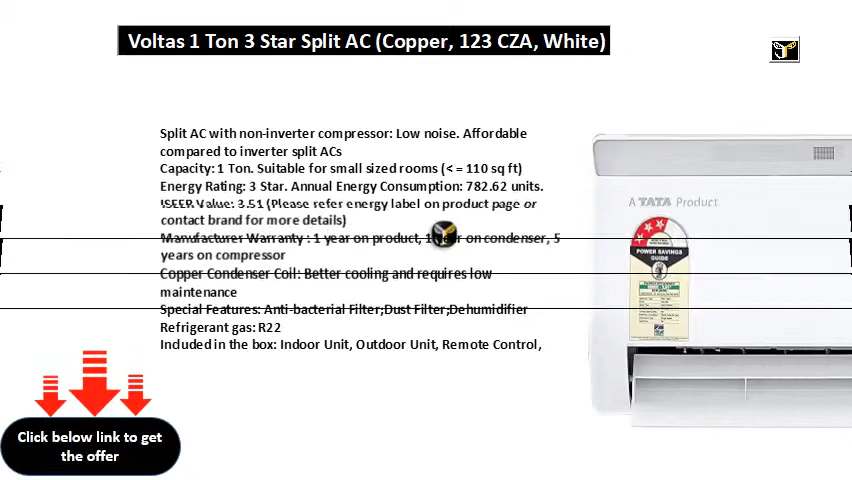 Voltas 1 Ton 3 Star Split AC (Copper, 123 CZA, White)
Split AC with non-inverter compressor: Low noise. Affordable
compared to inverter split ACs
Capacity: 1 Ton. Suitable for small sized rooms (< = 110 sq ft)
Energy Rating: 3 Star. Annual Energy Consumption: 782.62 units.
ISEER Value: 3.51 (Please refer energy label on product page or
contact brand for more details)
Manufacturer Warranty : 1 year on product, 1 year on condenser, 5
years on compressor
Copper Condenser Coil: Better cooling and requires low
maintenance
Special Features: Anti-bacterial Filter;Dust Filter;Dehumidifier
Refrigerant gas: R22
Included in the box: Indoor Unit, Outdoor Unit, Remote Control,
A TATA Product
POWER SAVINGS
GUIDE
Click below link to get
the offer